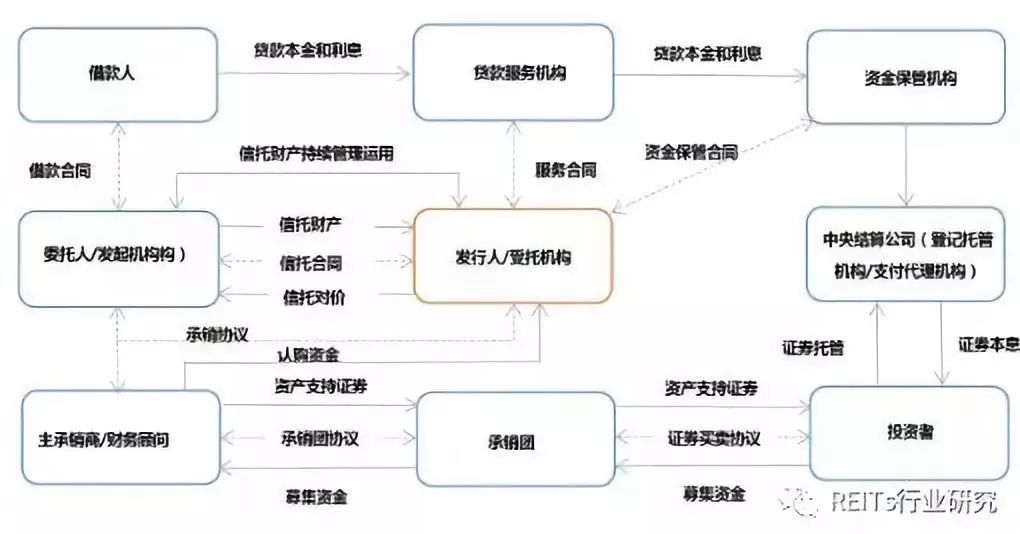 借款人
贷款本金和利息
贷款服务机构
贷款本金和利息
资金保管机构
借款合同
信托财产持续管理运用
服务合同
资金保管合同
委托人/发起机构构）
信托财产
信托合同
信托对价
发行人/受托机构
中央结算公司（登记托管
机构/支付代理机构）
承销协议
认购资金
证券托管
证券本息
主承销商/财务顾问
资产支持证券
承销团协议
募集资金
承销团
资产支持证券
证券买卖协议
募集资金
投资者
REITs行业研究